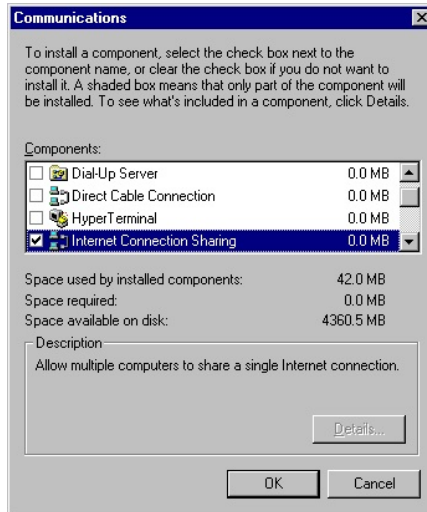 Communications
To install a component, select the check box next to the
component name, or clear the check box if you do not want to
install it. A shaded box means that only part of the component will
be installed. To see what's included in a component, click Details.
Components:
Dial-Up Server 0.0 MB
Direct Cable Connection 0.0 MB
HyperTerminal 0.0 MB
Internet Connection Sharing 0.0 MB
Space used by installed components: 42.0 MB
Space required: 0.0 MB
Space available on disk: 4360.5 MB
Description
Allow multiple computers to share a single Internet connection.
Details...
OK Cancel